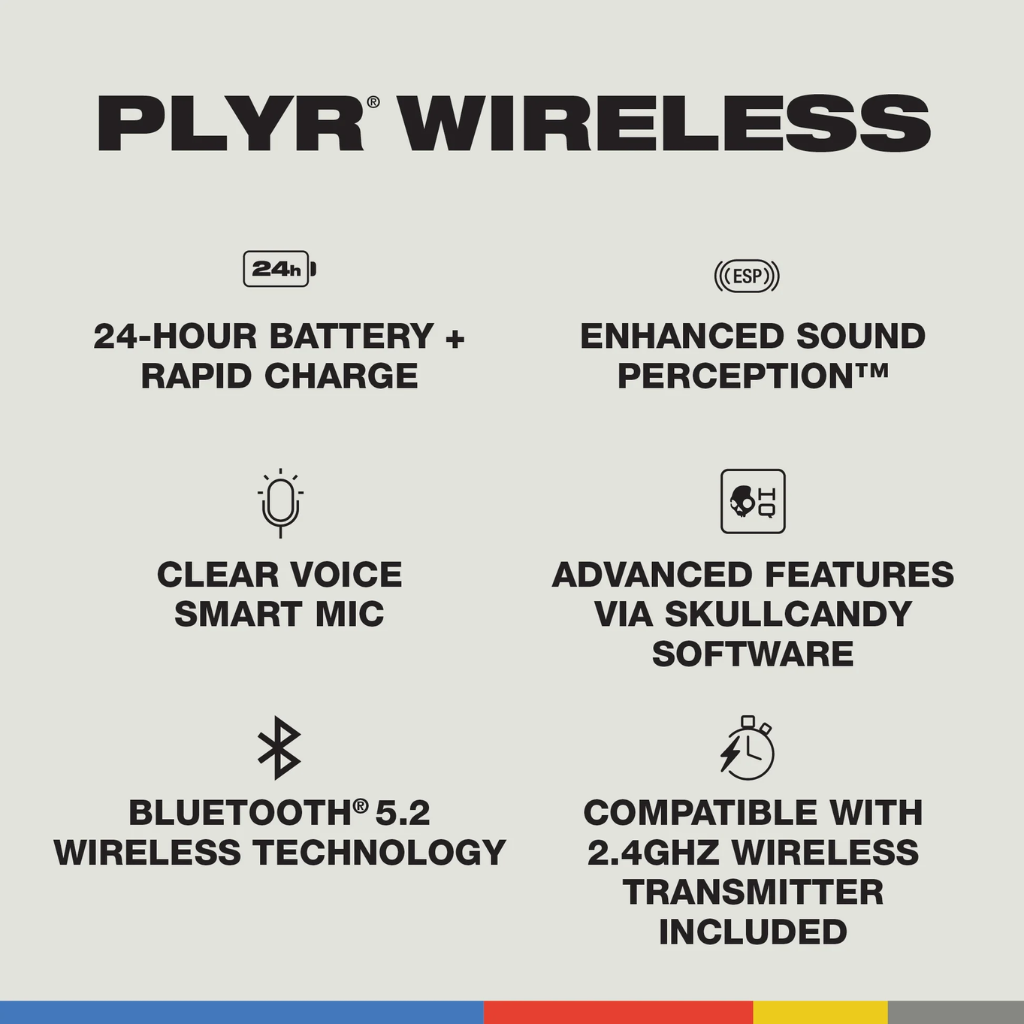 PLYR® WIRELESS
24h
24-HOUR BATTERY +
RAPID CHARGE
ESP
ENHANCED SOUND
PERCEPTION™
CLEAR VOICE
SMART MIC
HQ
ADVANCED FEATURES
VIA SKULLCANDY
SOFTWARE
BLUETOOTH® 5.2
WIRELESS TECHNOLOGY
COMPATIBLE WITH
2.4GHZ WIRELESS
TRANSMITTER
INCLUDED